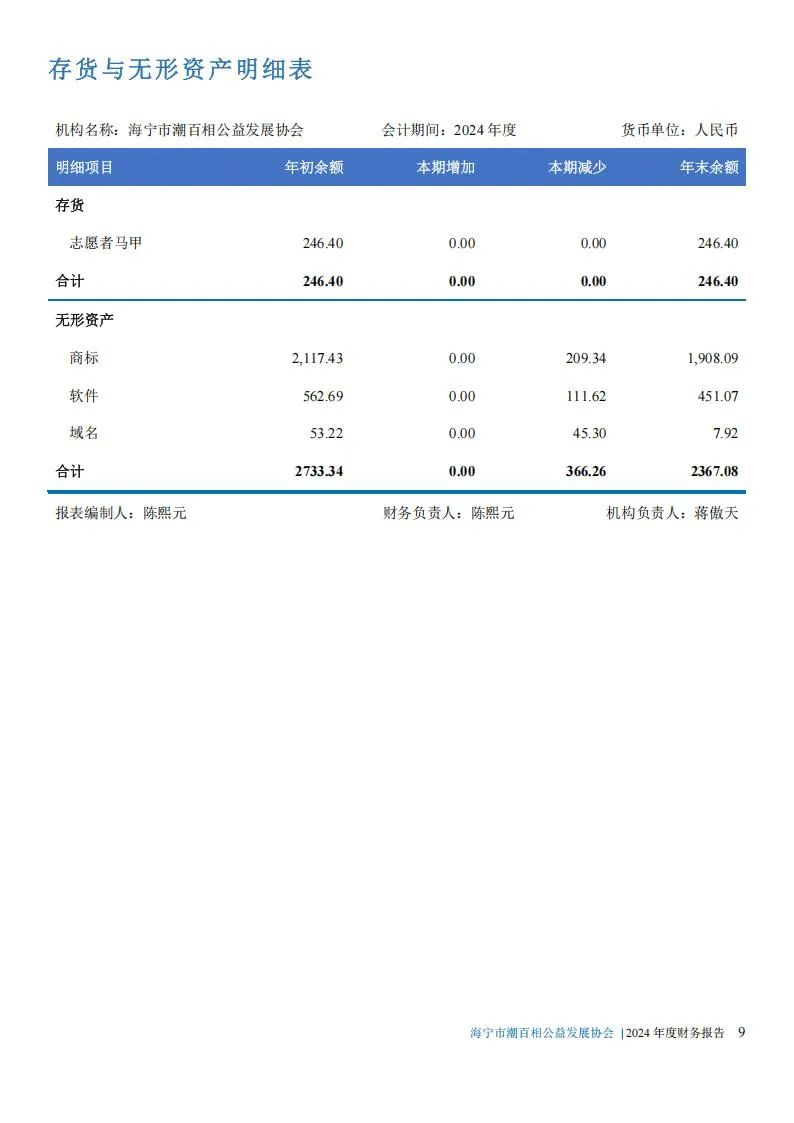 存货与无形资产明细表
机构名称：海宁市潮百相公益发展协会 会计期间：2024 年度 货币单位：人民币
明细项目 年初余额 本期增加 本期减少 年末余额
存货
志愿者马甲 246.40 0.00 0.00 246.40
合计 246.40 0.00 0.00 246.40
无形资产
商标 2,117.43 0.00 209.34 1,908.09
软件 562.69 0.00 111.62 451.07
域名 53.22 0.00 45.30 7.92
合计 2733.34 0.00 366.26 2367.08
报表编制人：陈熙元 财务负责人：陈熙元 机构负责人：蒋傲天
海宁市潮百相公益发展协会 |2024 年度财务报告 9